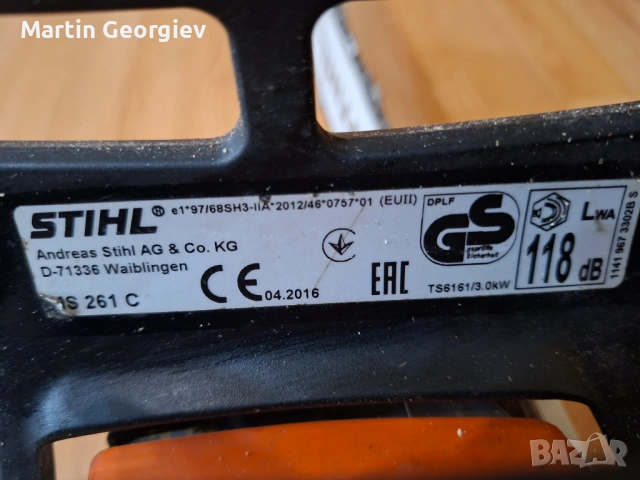 Martin Georgiev
STIHL® e1*97/68SH3-IIA*2012/46*0757*01 (EUII)
Andreas Stihl AG & Co. KG
D-71336 Waiblingen
MS 261 C
CE 04.2016
EAC
DPLF
GS
geprüfte
Sicherheit
TS6161/3.0kW
LWA
118 dB
1141 967 3302B S
BAZAR